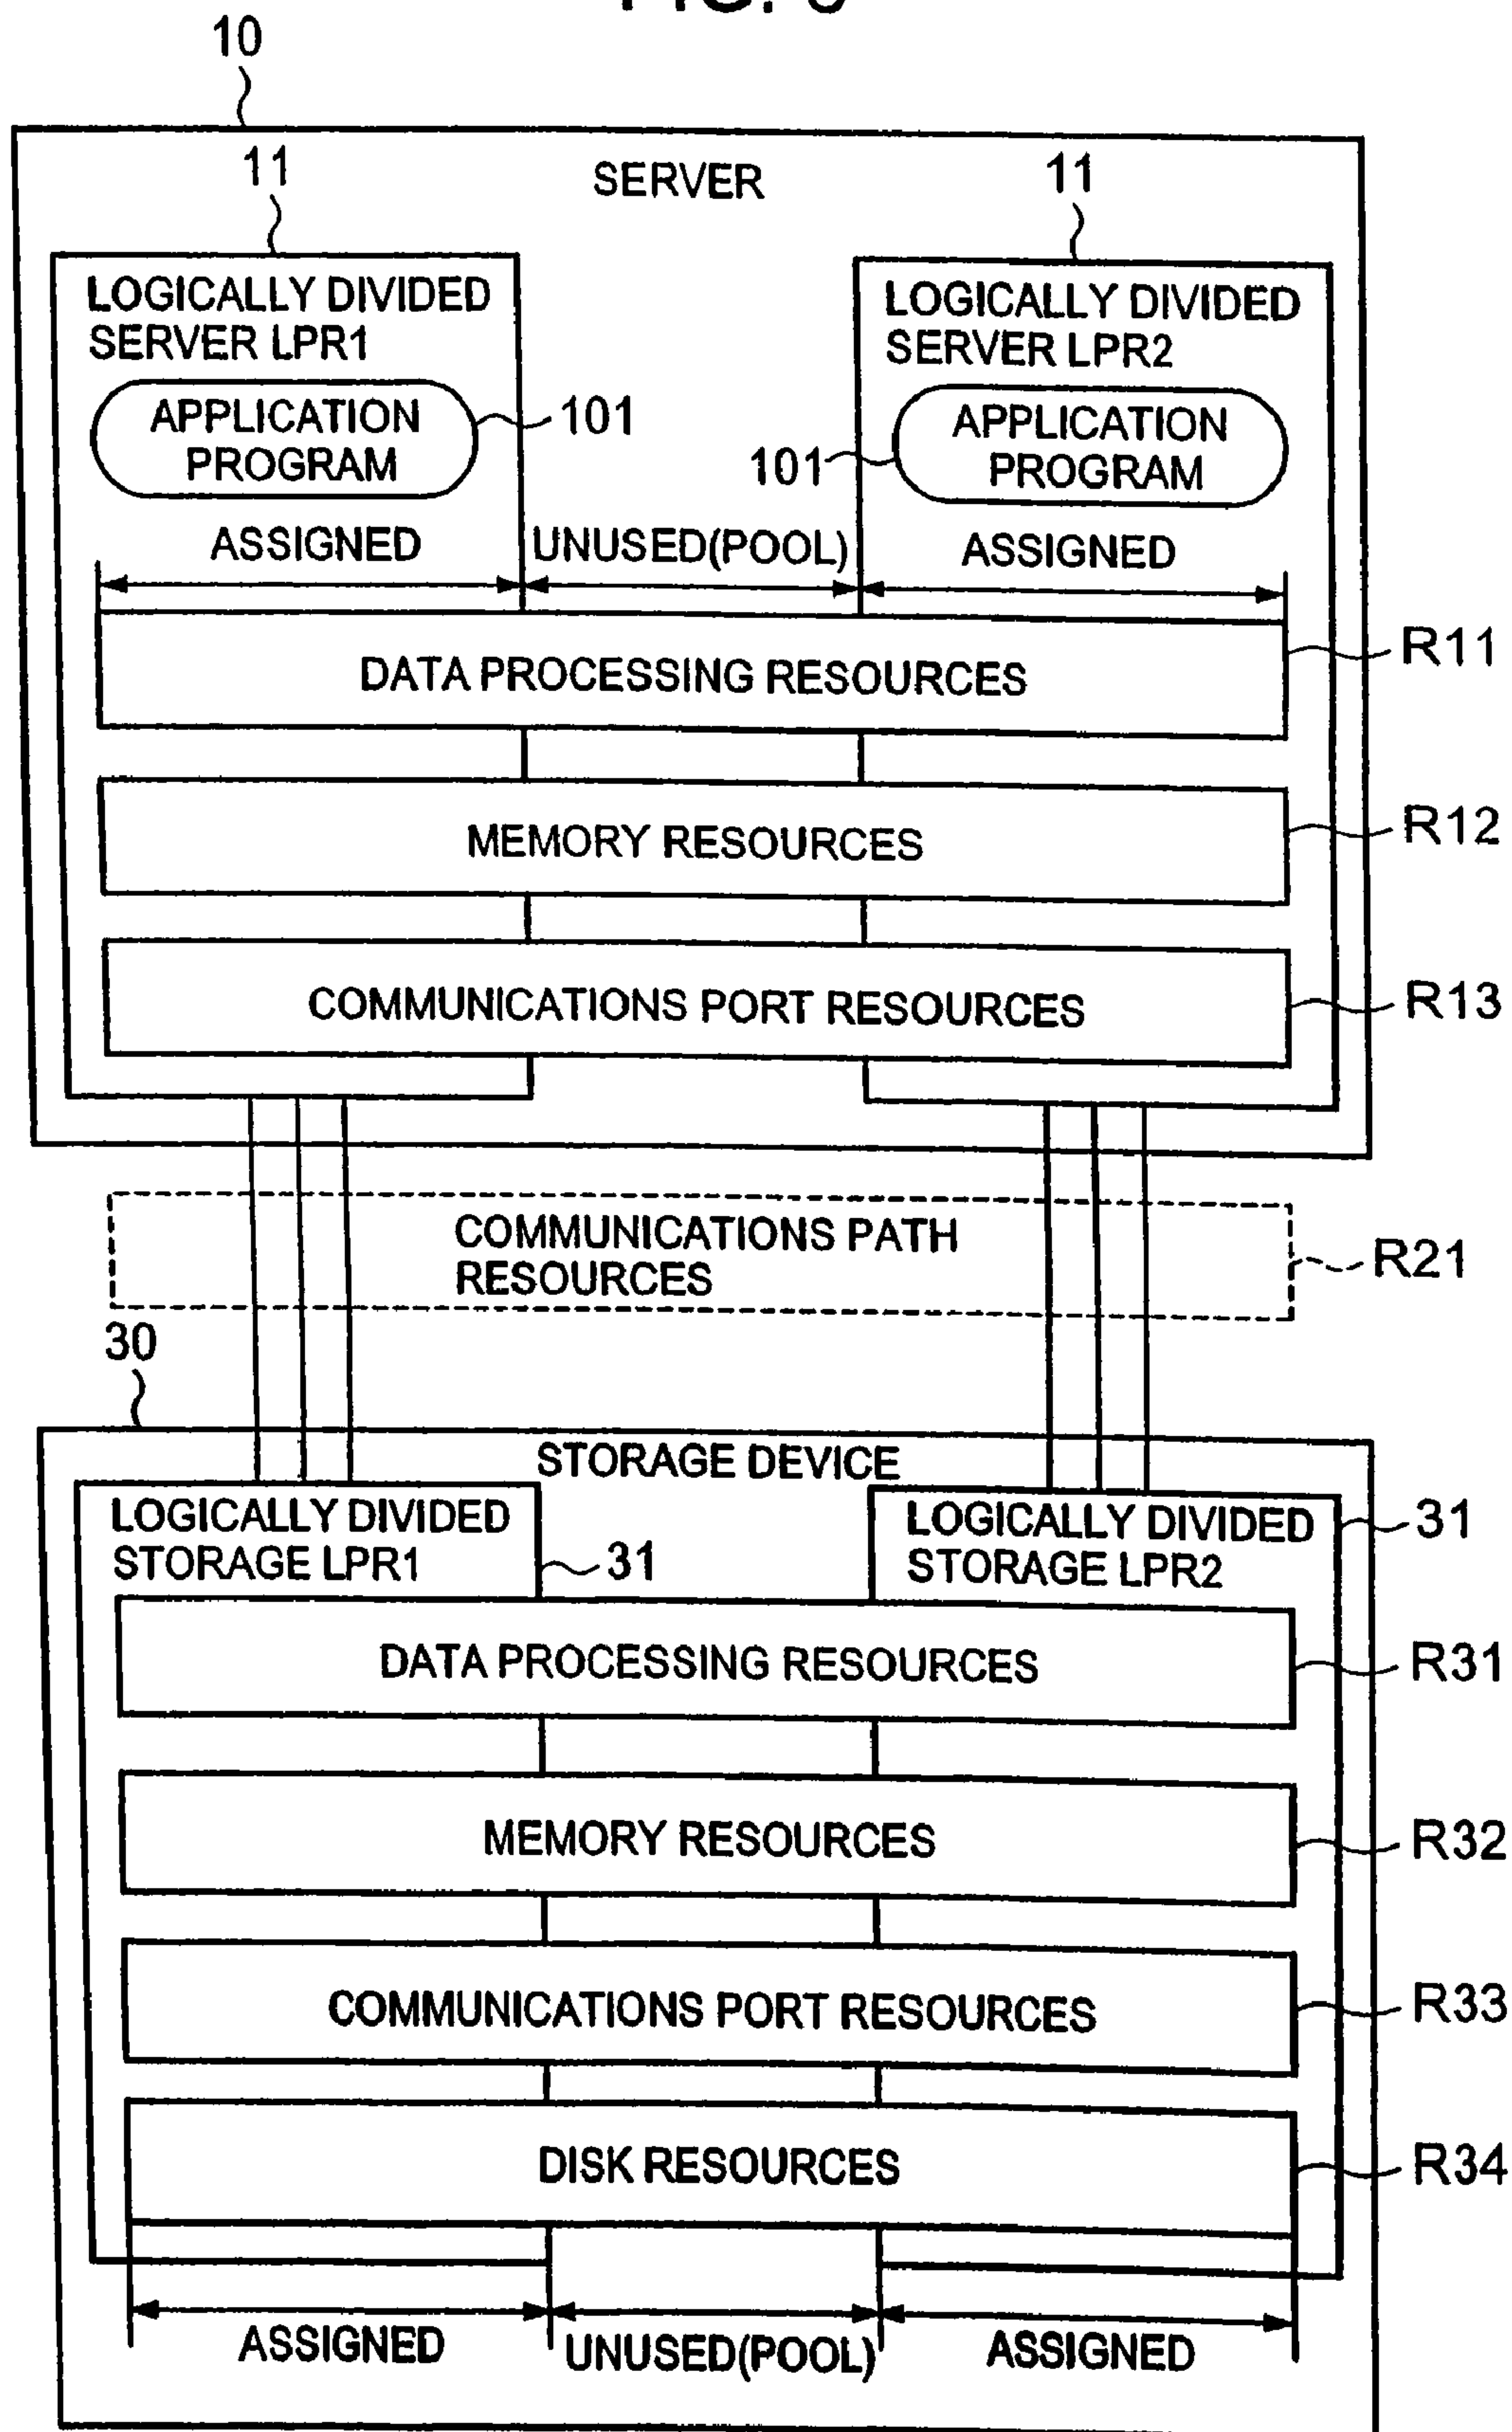 10
11
SERVER
11
LOGICALLY DIVIDED
SERVER LPR1
LOGICALLY DIVIDED
SERVER LPR2
APPLICATION
PROGRAM
101
101
APPLICATION
PROGRAM
ASSIGNED
UNUSED(POOL)
ASSIGNED
DATA PROCESSING RESOURCES
R11
MEMORY RESOURCES
R12
COMMUNICATIONS PORT RESOURCES
R13
COMMUNICATIONS PATH
RESOURCES
R21
30
STORAGE DEVICE
LOGICALLY DIVIDED
STORAGE LPR1
31
LOGICALLY DIVIDED
STORAGE LPR2
31
DATA PROCESSING RESOURCES
R31
MEMORY RESOURCES
R32
COMMUNICATIONS PORT RESOURCES
R33
DISK RESOURCES
R34
ASSIGNED
UNUSED(POOL)
ASSIGNED